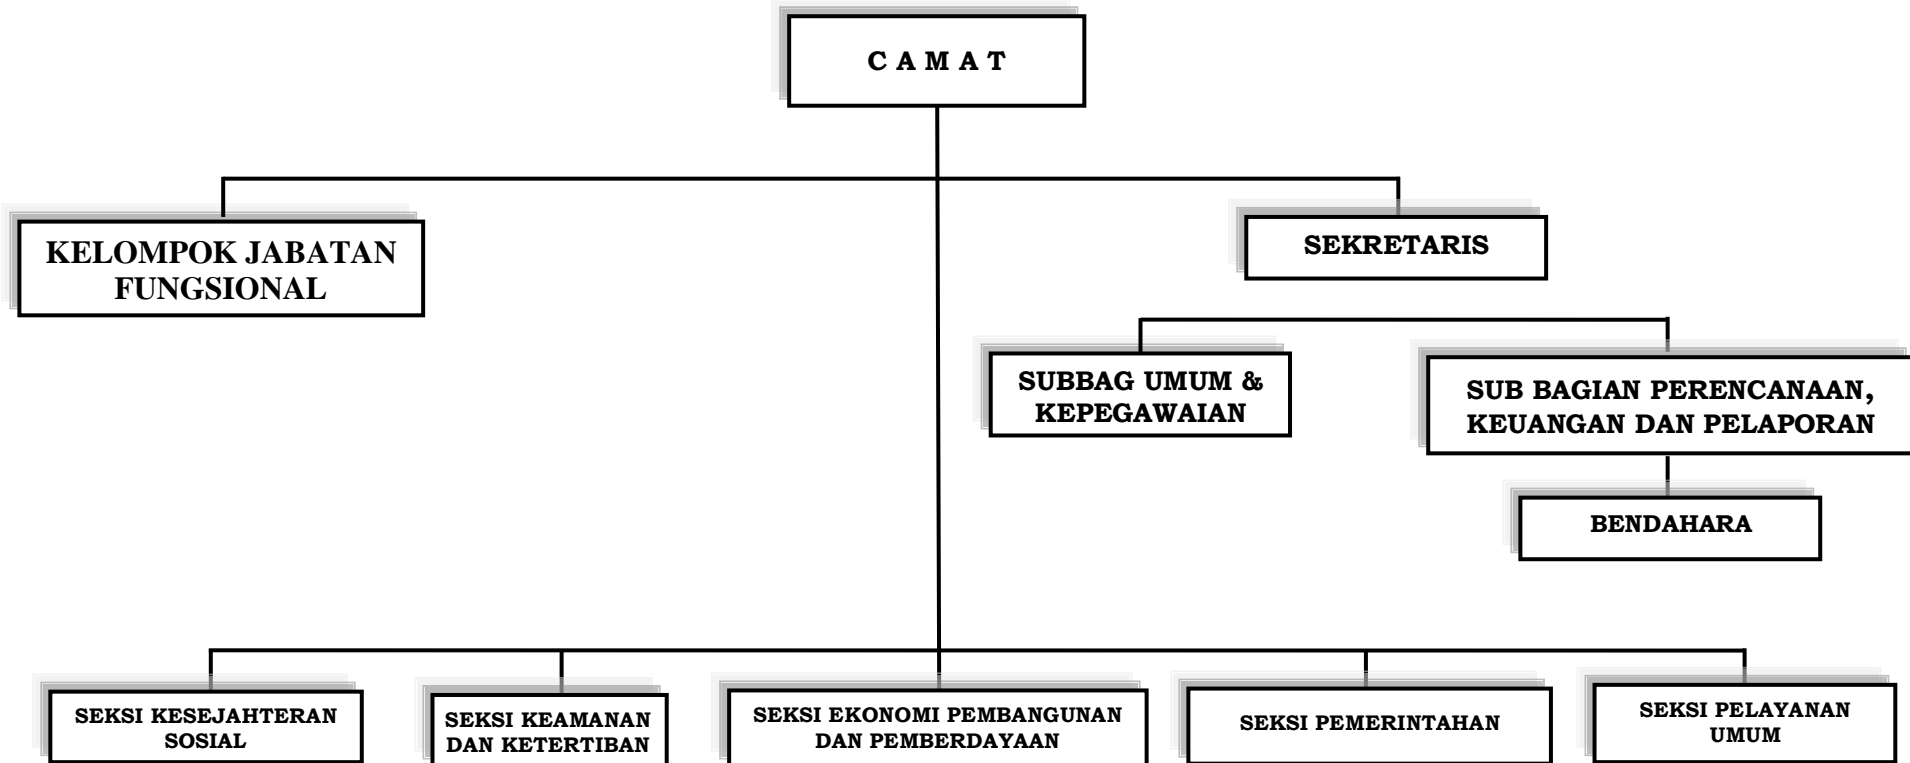 C A M A T
KELOMPOK JABATAN
FUNGSIONAL
SEKRETARIS
SUBBAG UMUM &
KEPEGAWAIAN
SUB BAGIAN PERENCANAAN,
KEUANGAN DAN PELAPORAN
BENDAHARA
SEKSI KESEJAHTERAN
SOSIAL
SEKSI KEAMANAN
DAN KETERTIBAN
SEKSI EKONOMI PEMBANGUNAN
DAN PEMBERDAYAAN
SEKSI PEMERINTAHAN
SEKSI PELAYANAN
UMUM